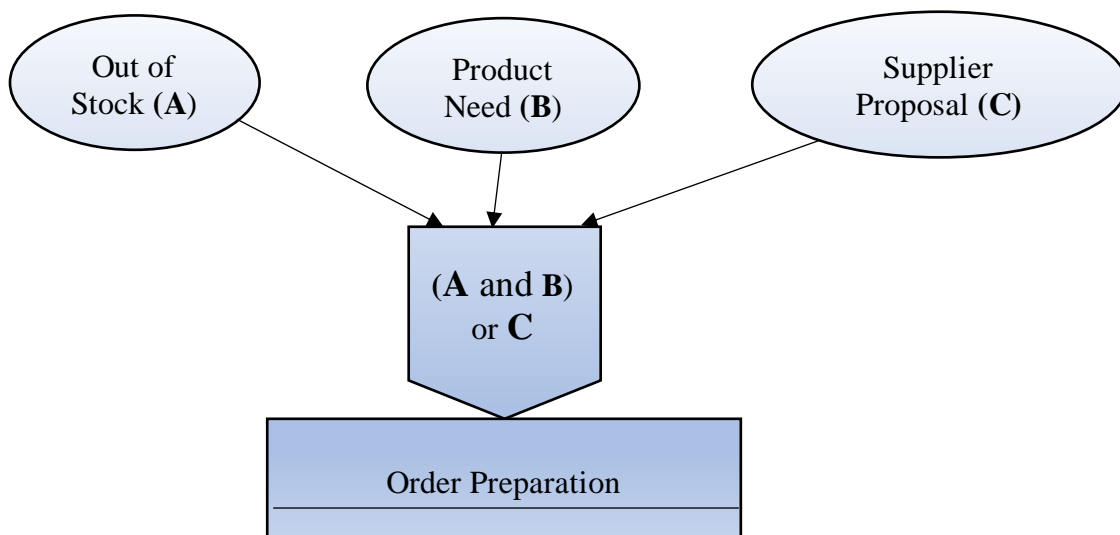 Out of
Stock (A)
Product
Need (B)
Supplier
Proposal (C)
(A and B)
or C
Order Preparation